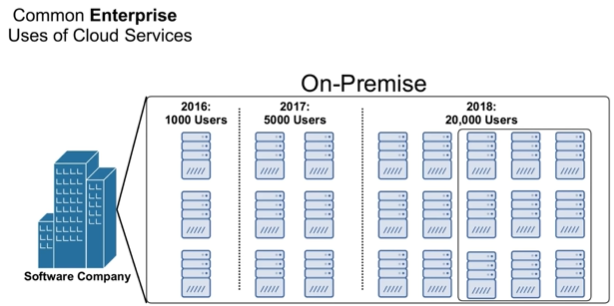 Common Enterprise
Uses of Cloud Services
On-Premise
2016:
1000 Users
2017:
5000 Users
2018:
20,000 Users
Software Company